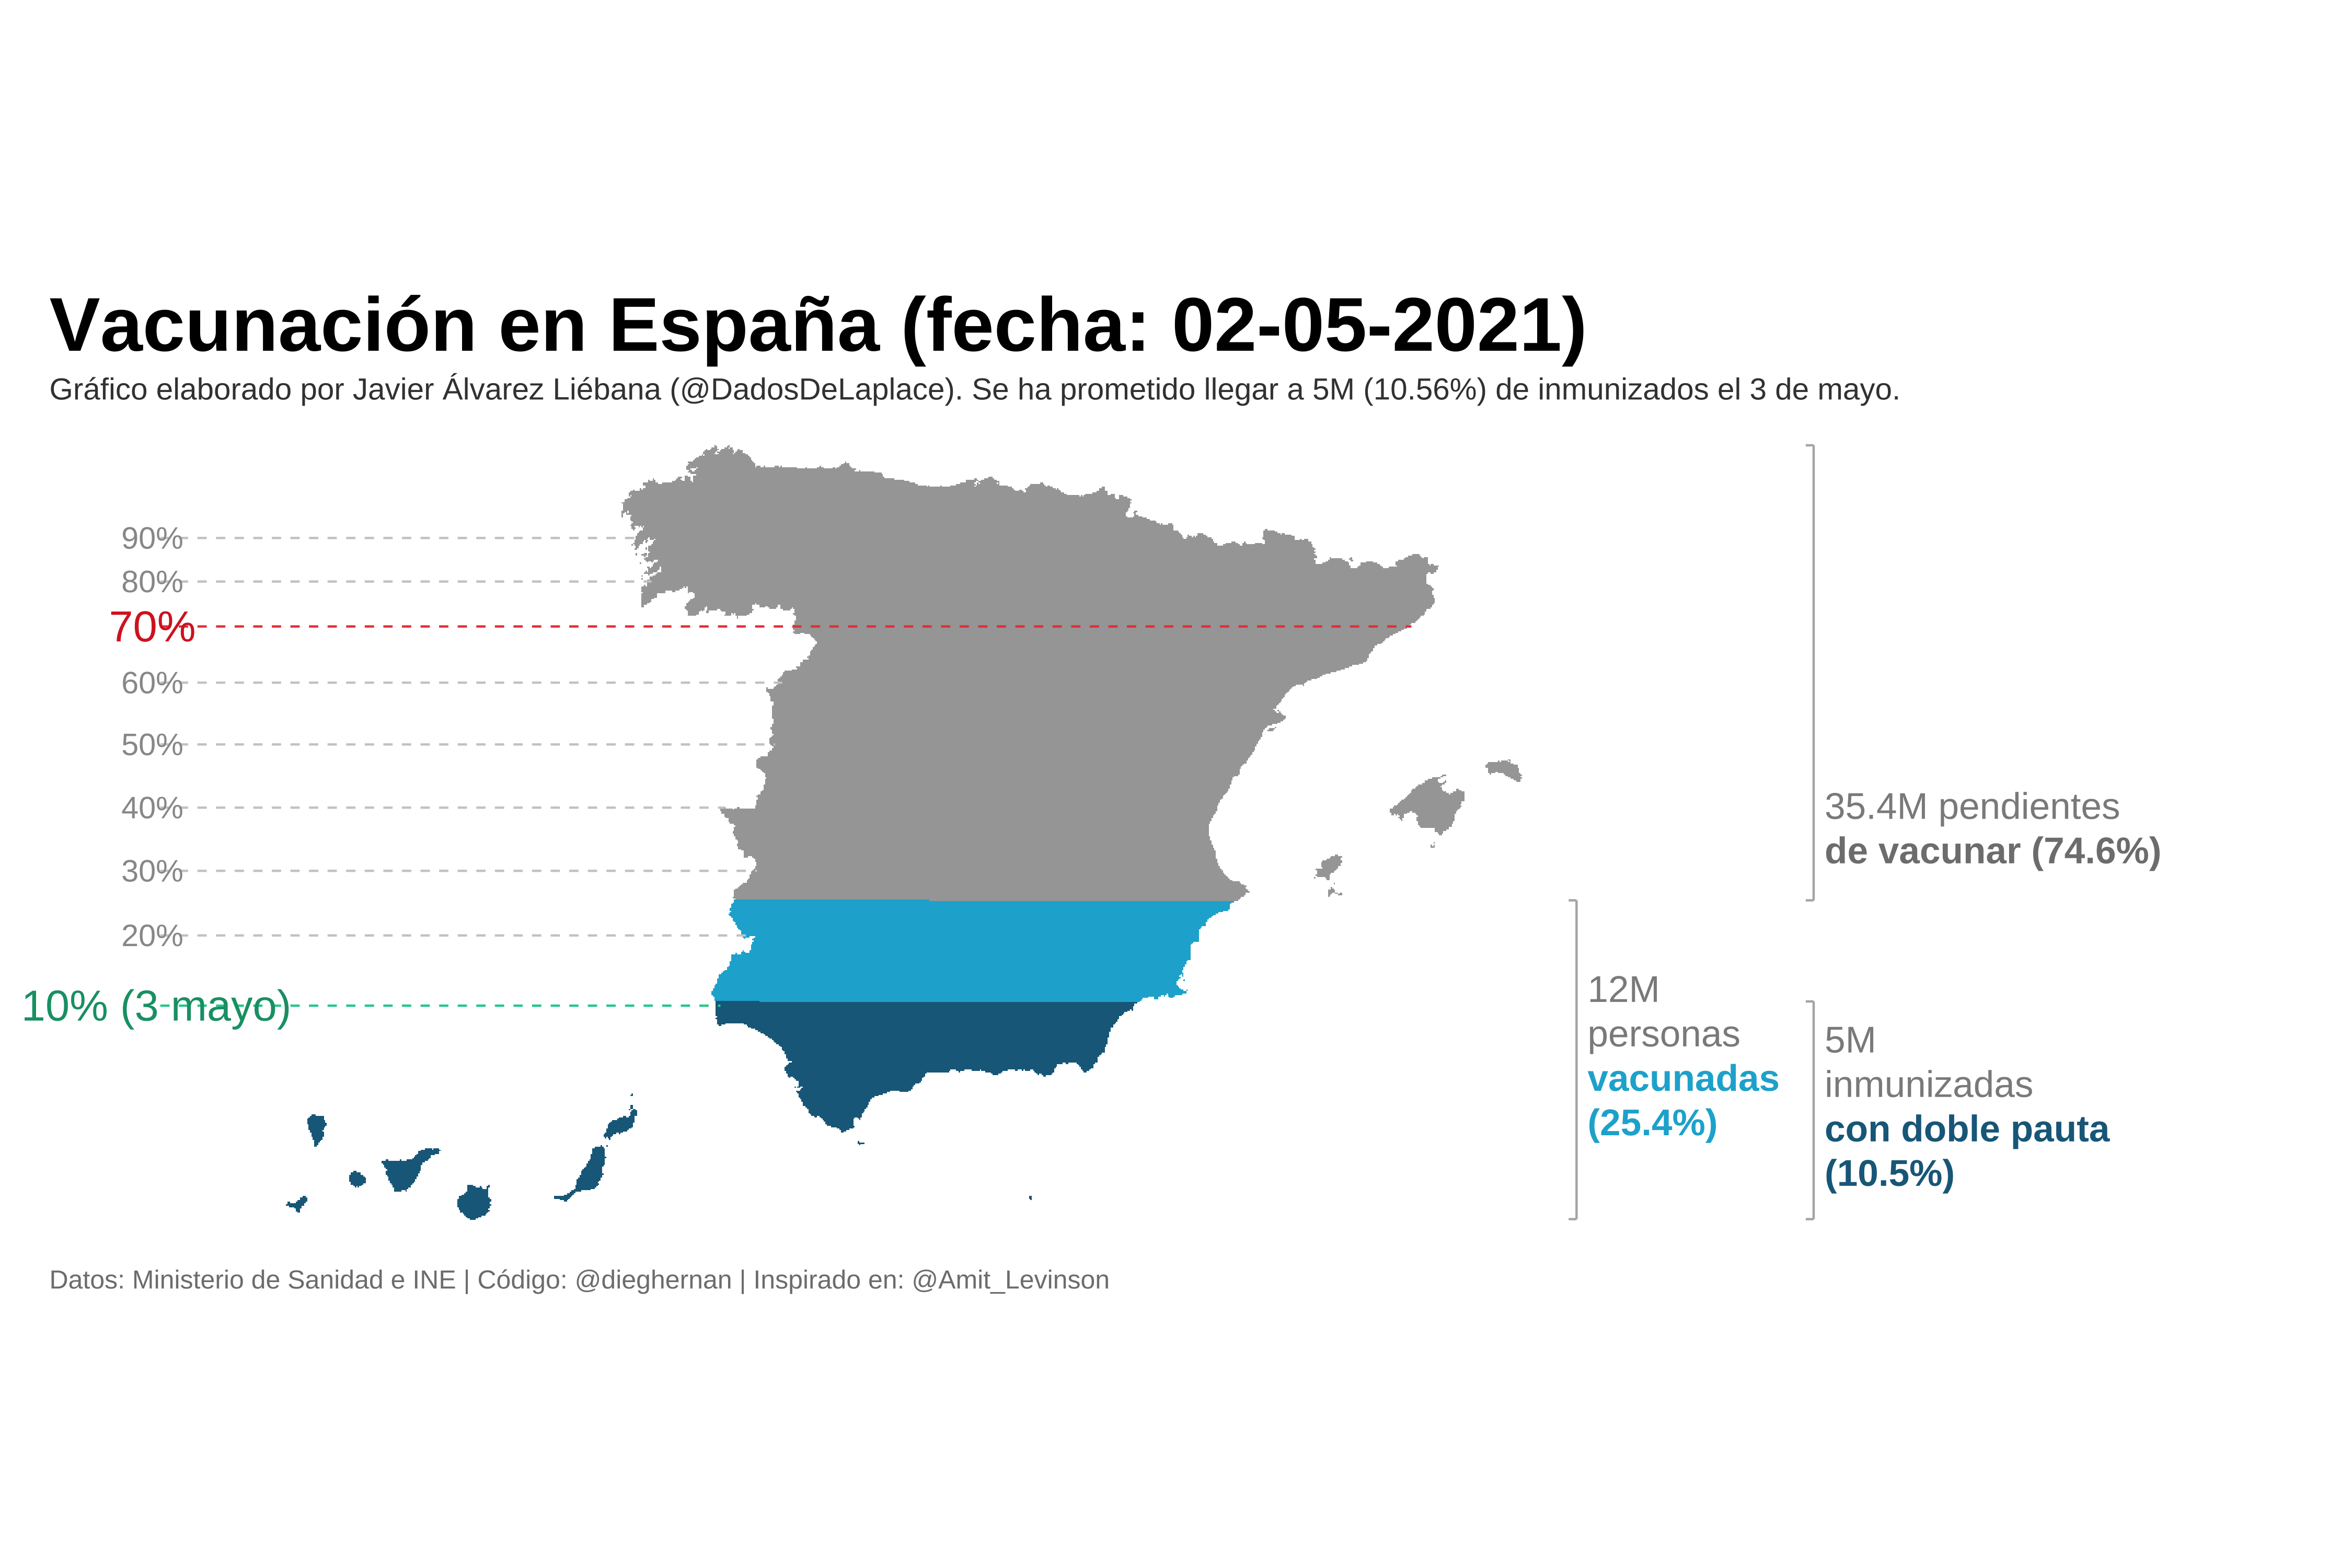 Vacunación en España (fecha: 02-05-2021)
Gráfico elaborado por Javier Álvarez Liébana (@DadosDeLaplace). Se ha prometido llegar a 5M (10.56%) de inmunizados el 3 de mayo.
90%
80%
70%
60%
50%
40%
30%
20%
10% (3 mayo)
35.4M pendientes
de vacunar (74.6%)
12M
personas
vacunadas
(25.4%)
5M
inmunizadas
con doble pauta
(10.5%)
Datos: Ministerio de Sanidad e INE | Código: @dieghernan | Inspirado en: @Amit_Levinson